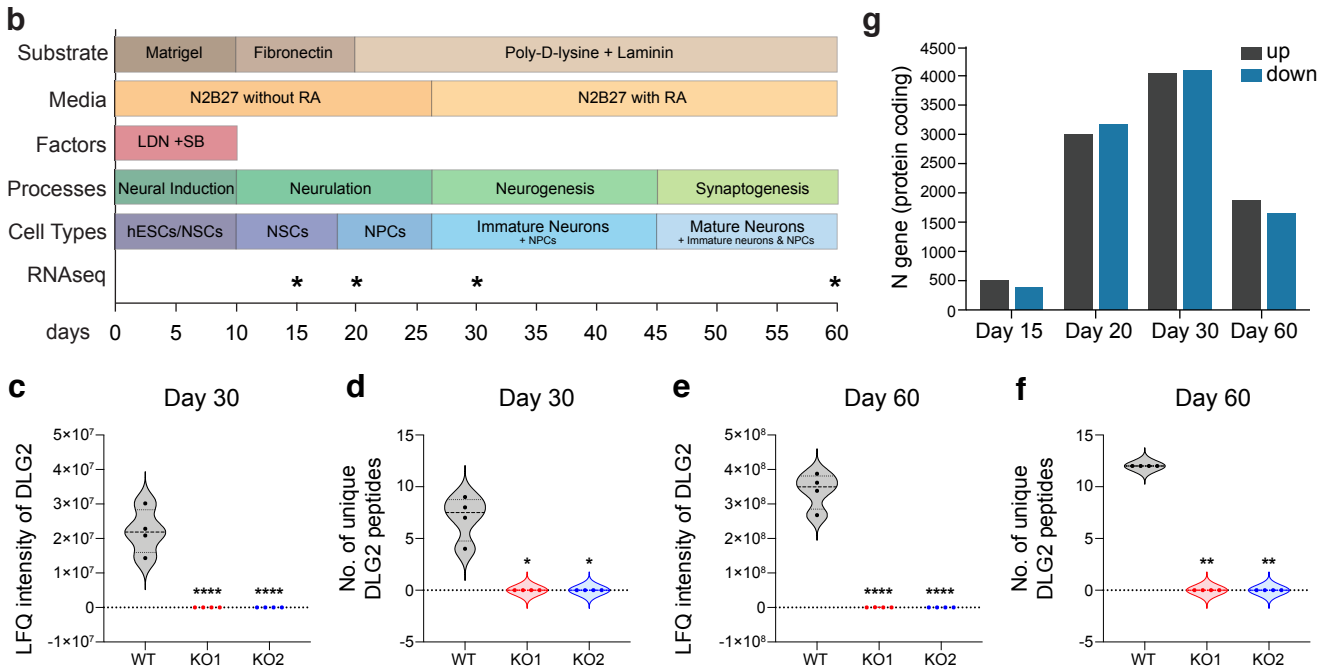 b
Substrate Matrigel Fibronectin Poly-D-lysine + Laminin
Media N2B27 without RA N2B27 with RA
Factors LDN +SB
Processes Neural Induction Neurulation Neurogenesis Synaptogenesis
Cell Types hESCs/NSCs NSCs NPCs Immature Neurons Mature Neurons
+ NPCs + Immature neurons & NPCs
RNAseq * * * *
days 0 5 10 15 20 25 30 35 40 45 50 55 60
g
N gene (protein coding)
4500
4000
3500
3000
2500
2000
1500
1000
500
0
up
down
Day 15 Day 20 Day 30 Day 60
c
Day 30
LFQ intensity of DLG2
5×10⁷
4×10⁷
3×10⁷
2×10⁷
1×10⁷
0
-1×10⁷
**** ****
WT KO1 KO2
d
Day 30
No. of unique
DLG2 peptides
15
10
5
0
-5
* *
WT KO1 KO2
e
Day 60
LFQ intensity of DLG2
5×10⁸
4×10⁸
3×10⁸
2×10⁸
1×10⁸
0
-1×10⁸
**** ****
WT KO1 KO2
f
Day 60
No. of unique
DLG2 peptides
15
10
5
0
-5
** **
WT KO1 KO2